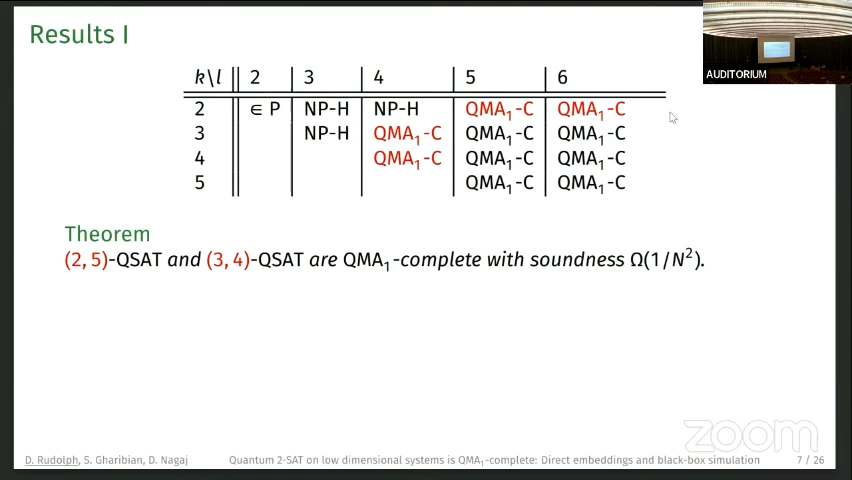 Results I
AUDITORIUM
k\l 2 3 4 5 6
2 ∈ P NP-H NP-H QMA₁-C QMA₁-C
3 NP-H QMA₁-C QMA₁-C QMA₁-C
4 QMA₁-C QMA₁-C QMA₁-C
5 QMA₁-C QMA₁-C
Theorem
(2, 5)-QSAT and (3, 4)-QSAT are QMA₁-complete with soundness Ω(1/N²).
zoom
D. Rudolph, S. Gharibian, D. Nagaj Quantum 2-SAT on low dimensional systems is QMA₁-complete: Direct embeddings and black-box simulation 7 / 26